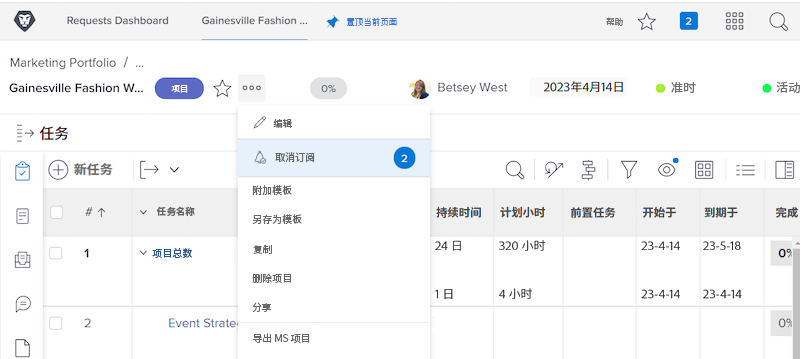 Requests Dashboard Gainesville Fashion ... 置顶当前页面 帮助 2
Marketing Portfolio / ...
Gainesville Fashion W... 项目 0% Betsey West 2023年4月14日 准时 活动
任务
编辑
取消订阅 2
附加模板
另存为模板
复制
删除项目
分享
导出 MS 项目
新任务
# 任务名称 持续时间 计划小时 前置任务 开始于 到期于 完成
1 项目总数 24 日 320 小时 23-4-14 23-5-18 0%
1 日 4 小时 23-4-14 23-4-14
2 Event Strate 0%